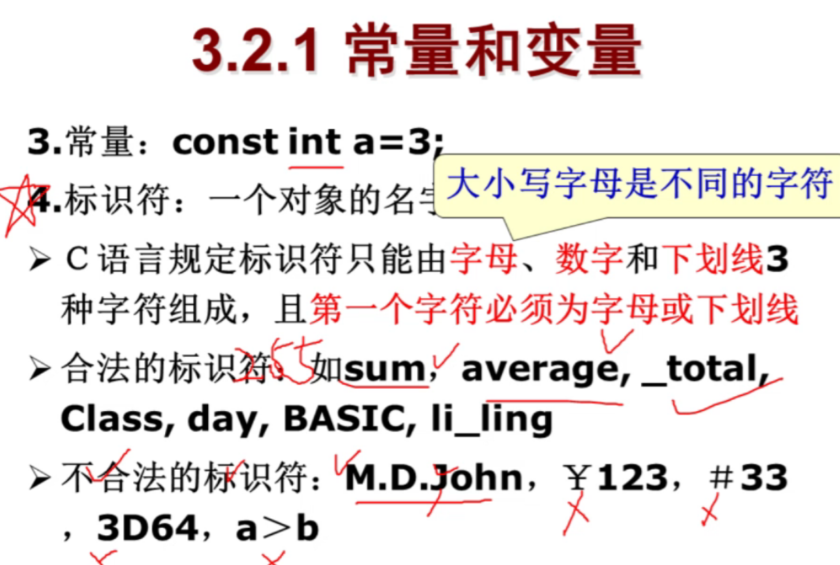 3.2.1 常量和变量
3.常量：const int a=3;
4.标识符：一个对象的名字
大小写字母是不同的字符
➢ C语言规定标识符只能由字母、数字和下划线3
种字符组成，且第一个字符必须为字母或下划线
➢ 合法的标识符：如sum，average, _total,
255
Class, day, BASIC, li_ling
➢ 不合法的标识符：M.D.John，￥123，＃33
，3D64，a＞b